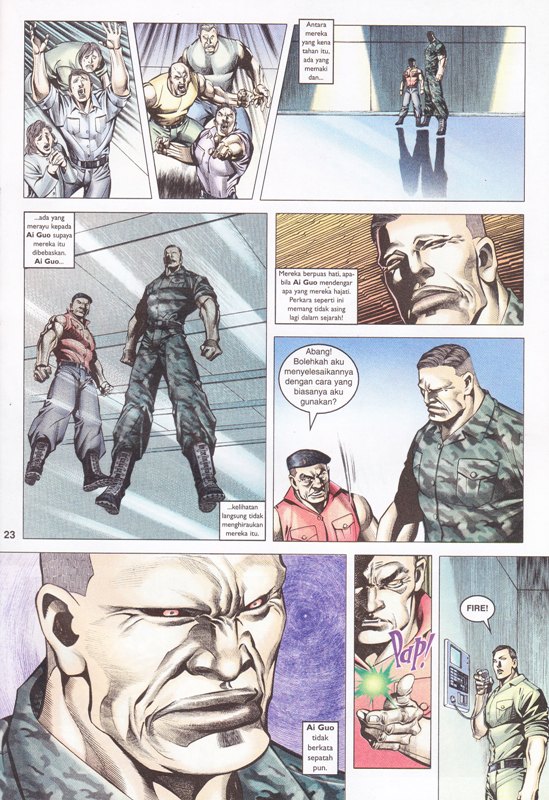 Antara
mereka
yang kena
tahan itu,
ada yang
memaki
dan...
...ada yang
merayu kepada
Ai Guo supaya
mereka itu
dibebaskan.
Ai Guo...
Mereka berpuas hati, apa-
bila Ai Guo mendengar
apa yang mereka hajati.
Perkara seperti ini
memang tidak asing
lagi dalam sejarah!
Abang!
Bolehkah aku
menyelesaikannya
dengan cara yang
biasanya aku
gunakan?
...kelihatan
langsung tidak
menghiraukan
mereka itu.
23
Ai Guo
tidak
berkata
sepatah
pun.
Pap!
FIRE!